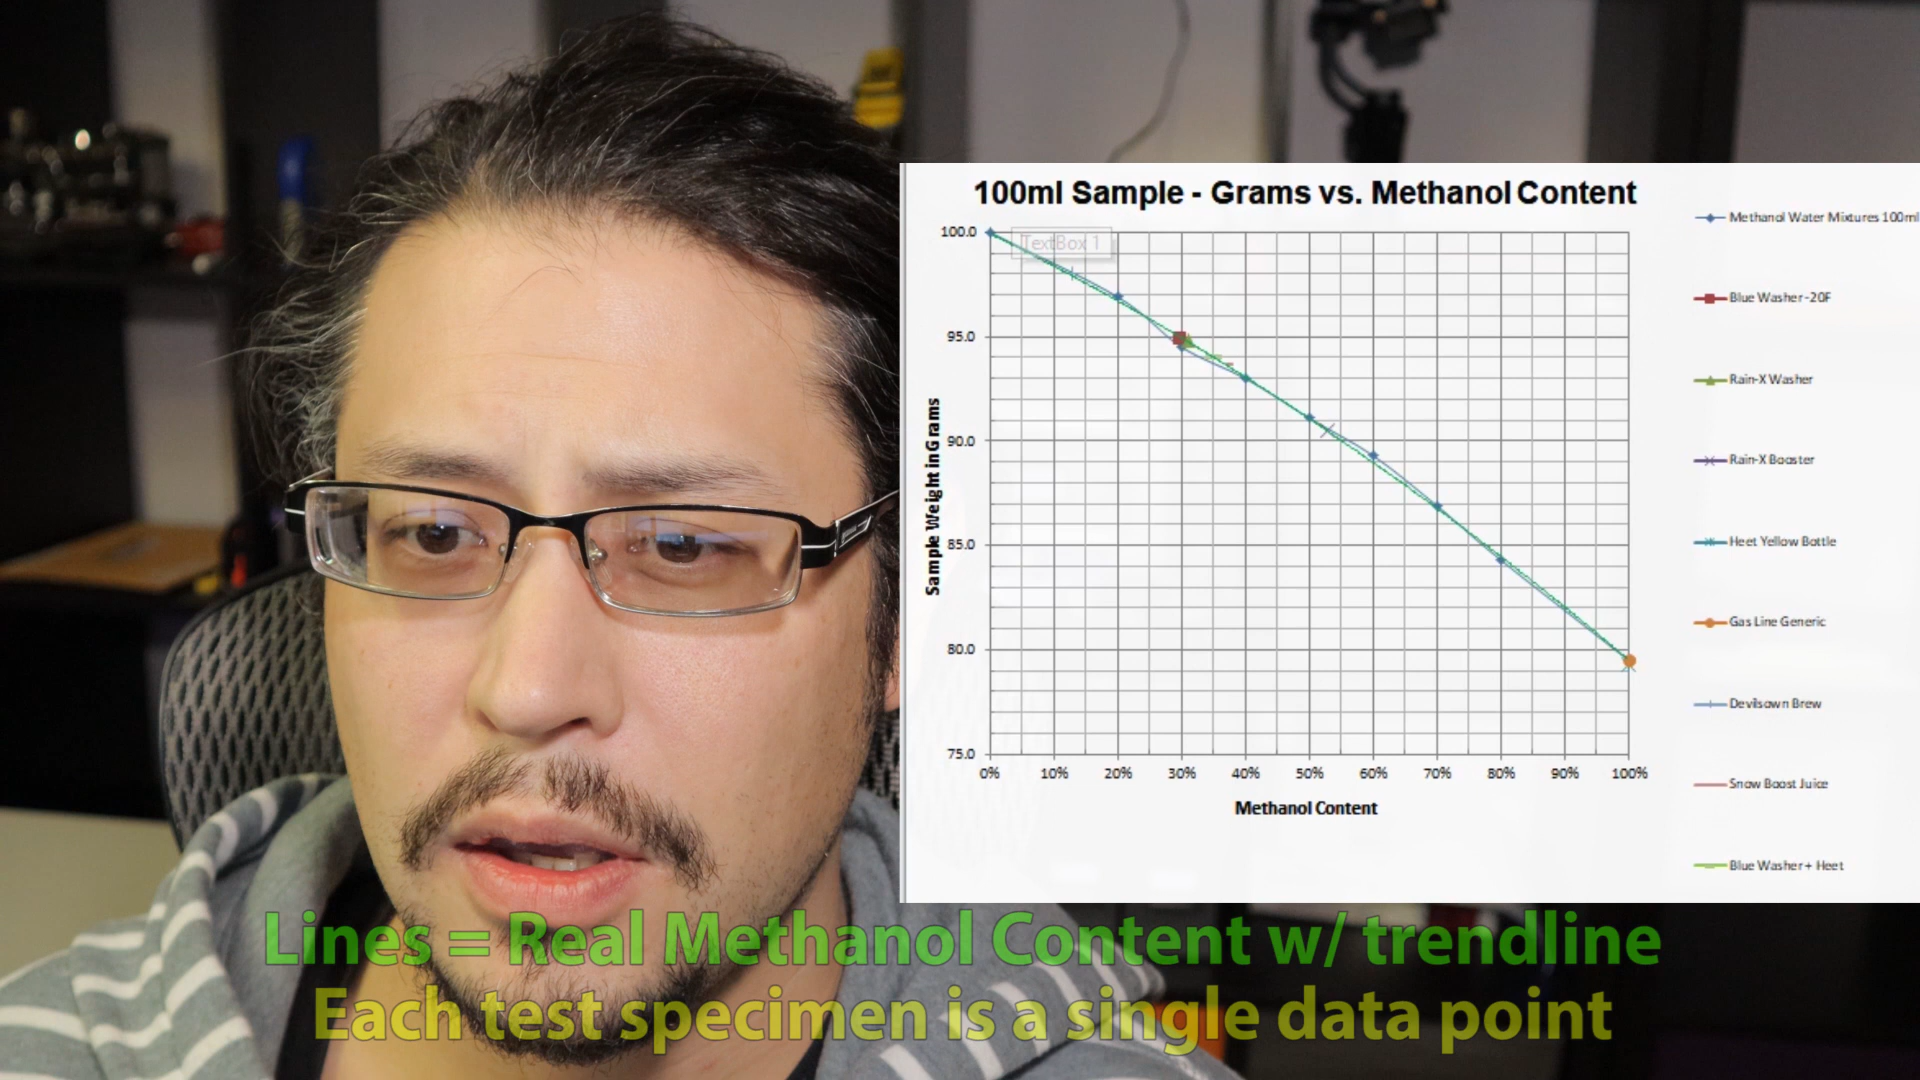 100ml Sample - Grams vs. Methanol Content
TextBox 1
100.0
95.0
90.0
85.0
80.0
75.0
Sample Weight in Grams
0% 10% 20% 30% 40% 50% 60% 70% 80% 90% 100%
Methanol Content
Methanol Water Mixtures 100ml
Blue Washer -20F
Rain-X Washer
Rain-X Booster
Heet Yellow Bottle
Gas Line Generic
Devilsown Brew
Snow Boost Juice
Blue Washer + Heet
Lines = Real Methanol Content w/ trendline
Each test specimen is a single data point